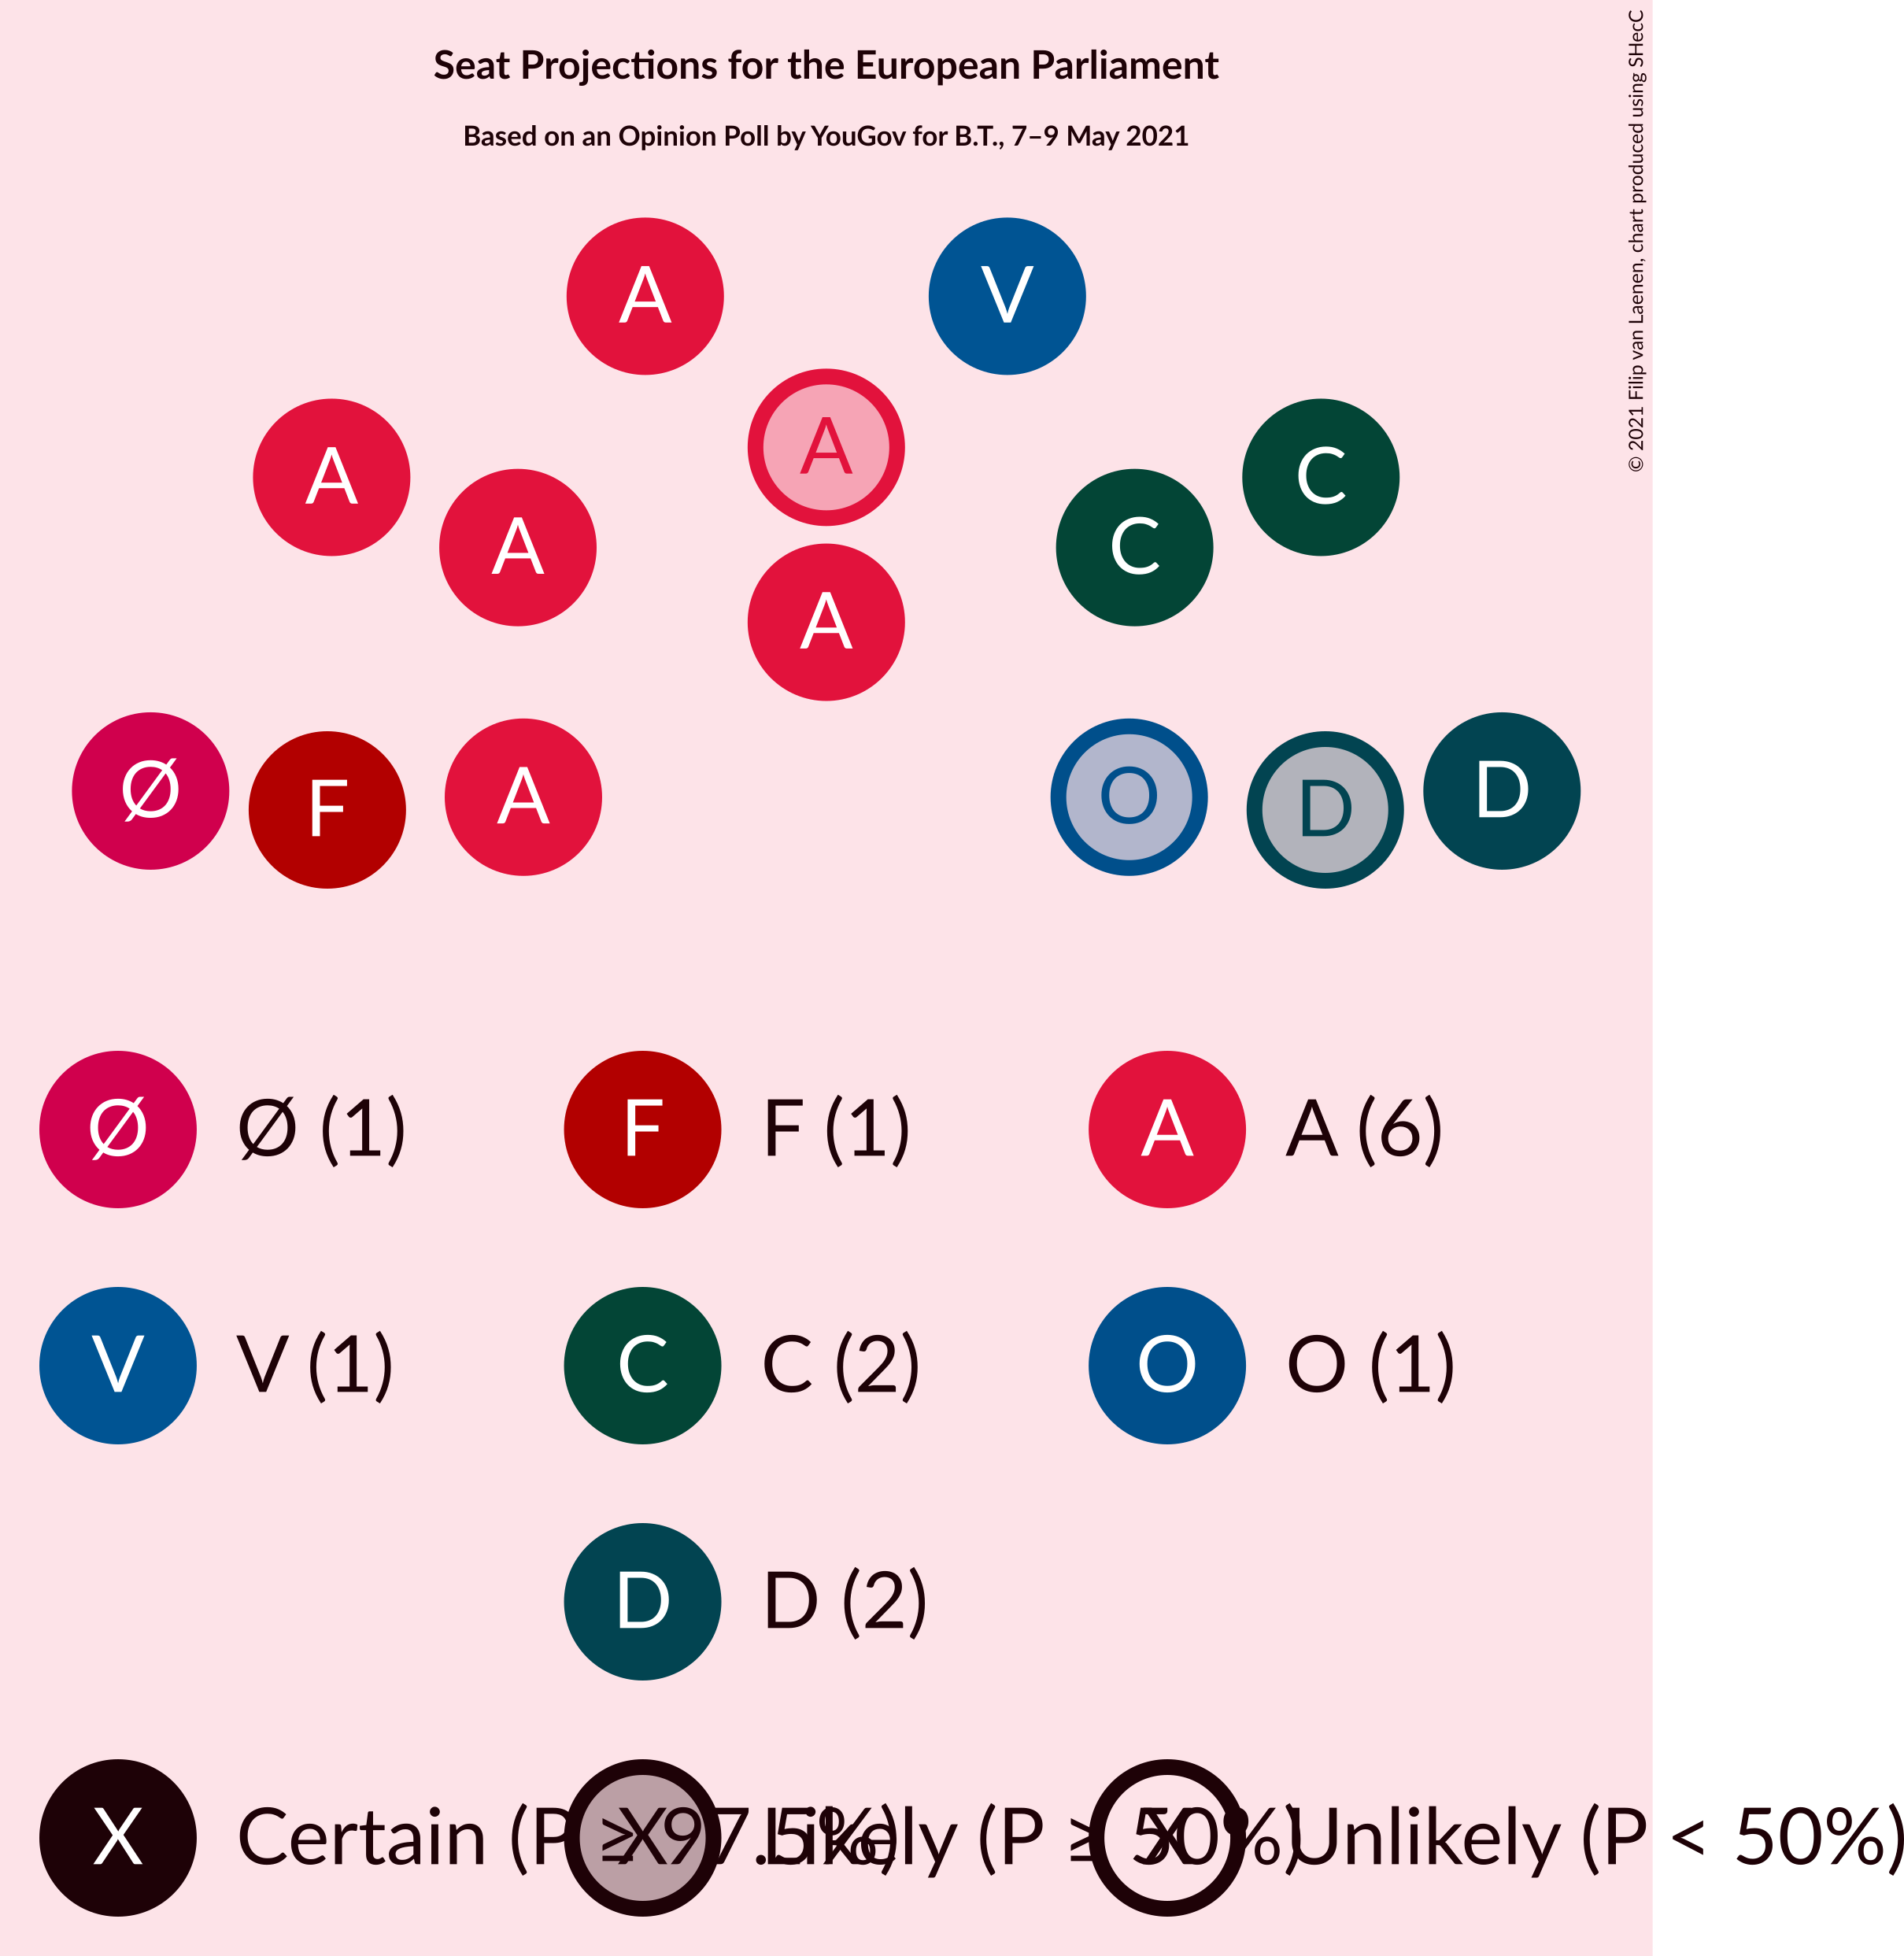 Seat Projections for the European Parliament
Based on an Opinion Poll by YouGov for B.T., 7–9 May 2021
© 2021 Filip van Laenen, chart produced using SHecC
A V
A
A C
A C
A
Ø F A O D D
Ø Ø (1) F F (1) A A (6)
V V (1) C C (2) O O (1)
D D (2)
X Certain (P ≥ 97.5%) X Likely (P ≥ 50%) X Unlikely (P < 50%)